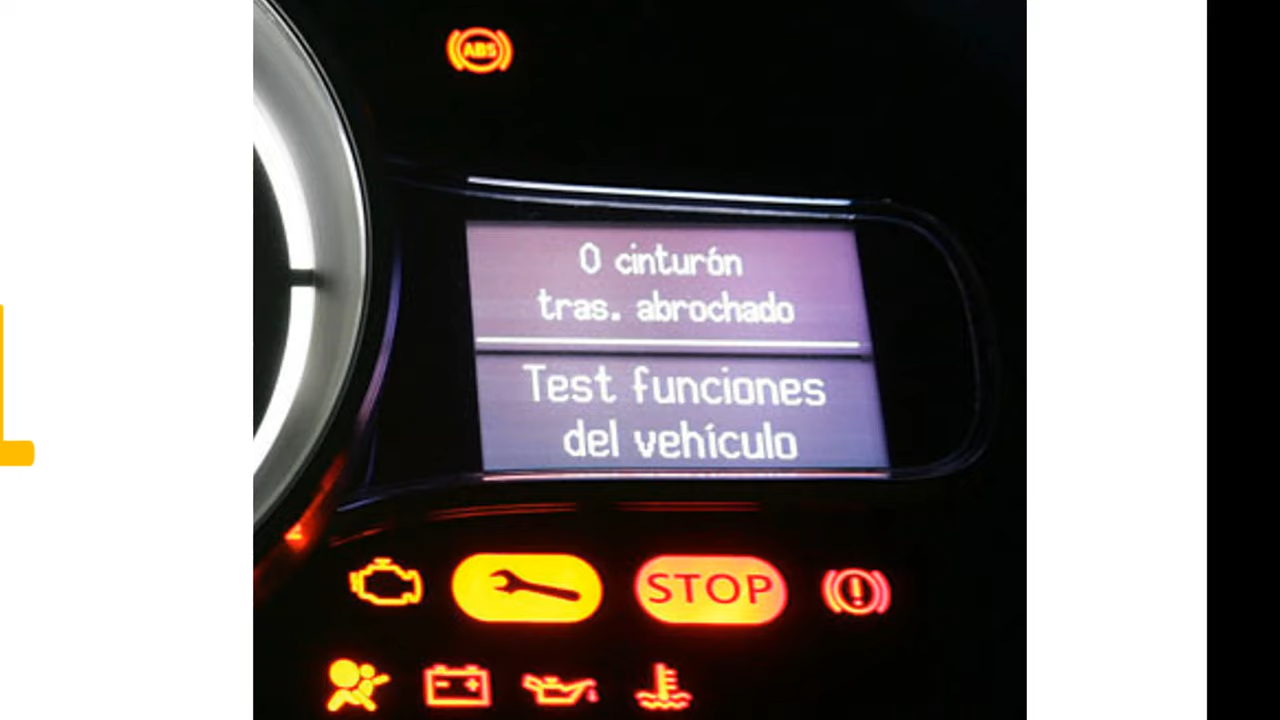 ABS
0 cinturón
tras. abrochado
Test funciones
del vehículo
STOP